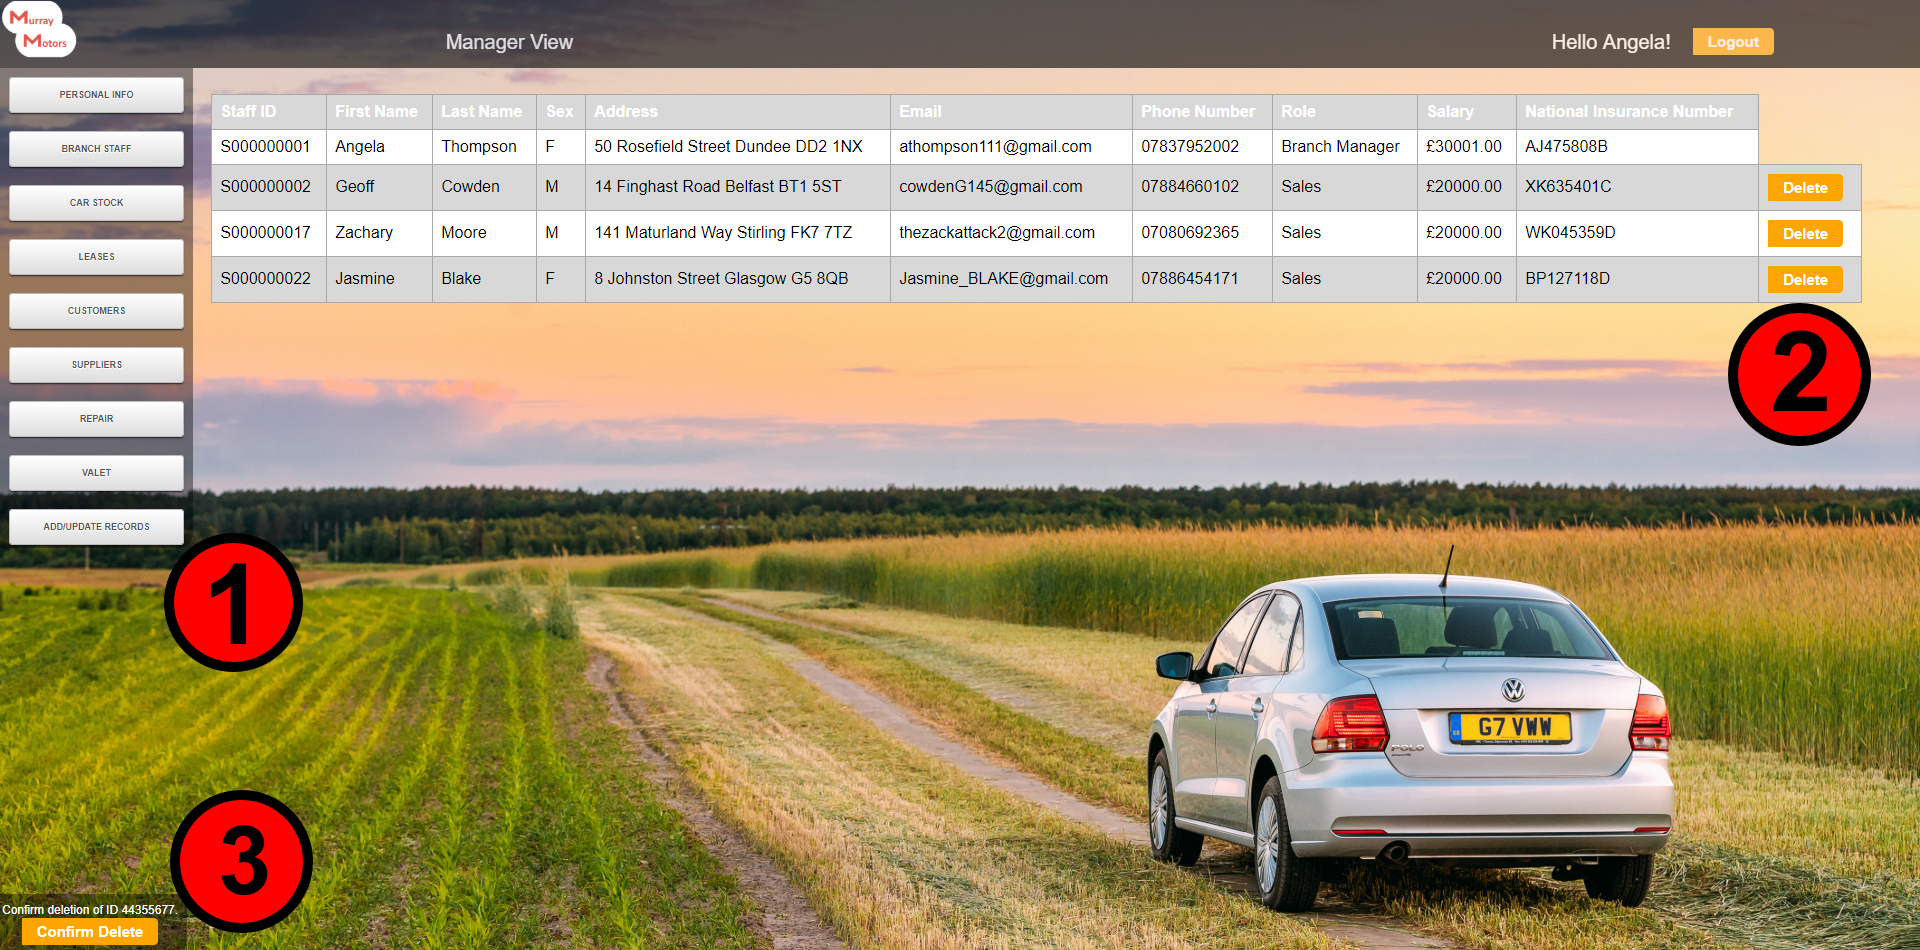 Murray
Motors
Manager View
Hello Angela!
Logout
PERSONAL INFO
BRANCH STAFF
CAR STOCK
LEASES
CUSTOMERS
SUPPLIERS
REPAIR
VALET
ADD/UPDATE RECORDS
Staff ID First Name Last Name Sex Address Email Phone Number Role Salary National Insurance Number
S000000001 Angela Thompson F 50 Rosefield Street Dundee DD2 1NX athompson111@gmail.com 07837952002 Branch Manager £30001.00 AJ475808B
S000000002 Geoff Cowden M 14 Finghast Road Belfast BT1 5ST cowdenG145@gmail.com 07884660102 Sales £20000.00 XK635401C Delete
S000000017 Zachary Moore M 141 Maturland Way Stirling FK7 7TZ thezackattack2@gmail.com 07080692365 Sales £20000.00 WK045359D Delete
S000000022 Jasmine Blake F 8 Johnston Street Glasgow G5 8QB Jasmine_BLAKE@gmail.com 07886454171 Sales £20000.00 BP127118D Delete
2
1
3
G7 VWW
POLO
Confirm deletion of ID 44355677.
Confirm Delete